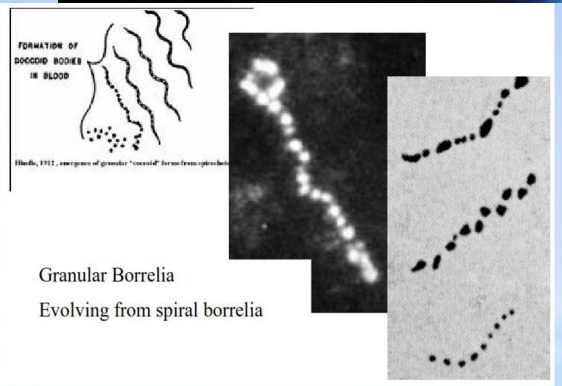 FORMATION OF
COCCOID BODIES
IN BLOOD
Hindle, 1912 , emergence of granular "coccoid" forms from spirochete
Granular Borrelia
Evolving from spiral borrelia